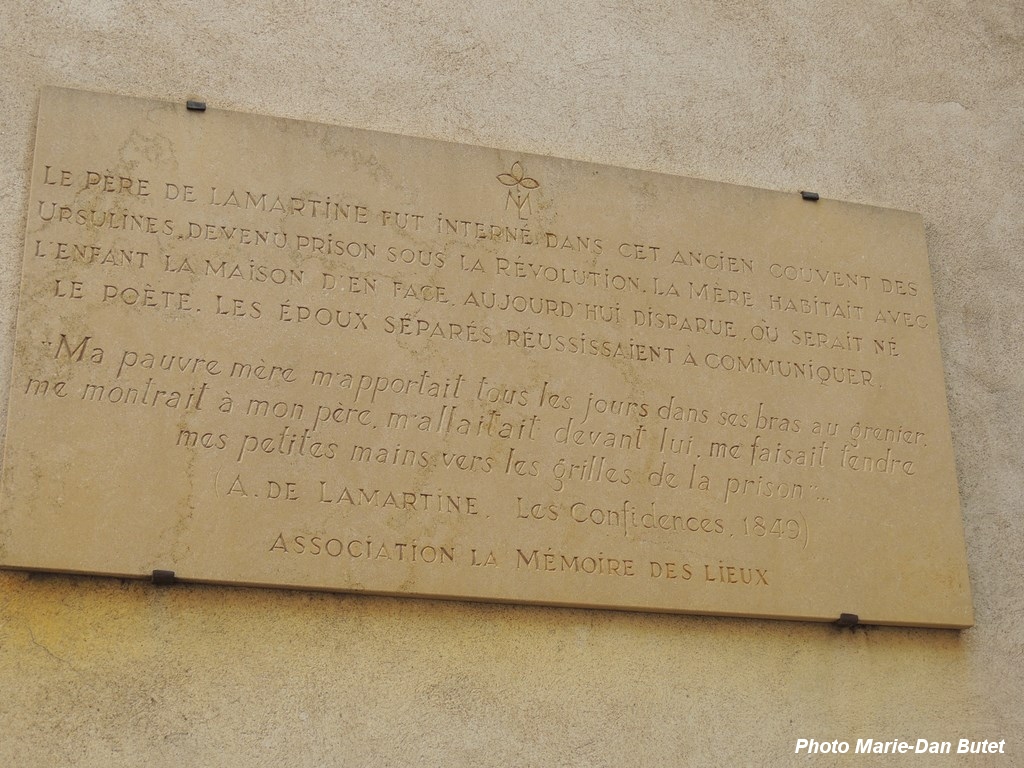 LE PÈRE DE LAMARTINE FUT INTERNÉ DANS CET ANCIEN COUVENT DES
URSULINES, DEVENU PRISON SOUS LA RÉVOLUTION. LA MÈRE HABITAIT AVEC
L'ENFANT LA MAISON D'EN FACE, AUJOURD'HUI DISPARUE, OÙ SERAIT NÉ
LE POÈTE. LES ÉPOUX SÉPARÉS RÉUSSISSAIENT À COMMUNIQUER.
"Ma pauvre mère m'apportait tous les jours dans ses bras au grenier,
me montrait à mon père, m'allaitait devant lui, me faisait tendre
mes petites mains vers les grilles de la prison"...
(A. DE LAMARTINE. Les Confidences, 1849)
ASSOCIATION LA MÉMOIRE DES LIEUX
Photo Marie-Dan Butet